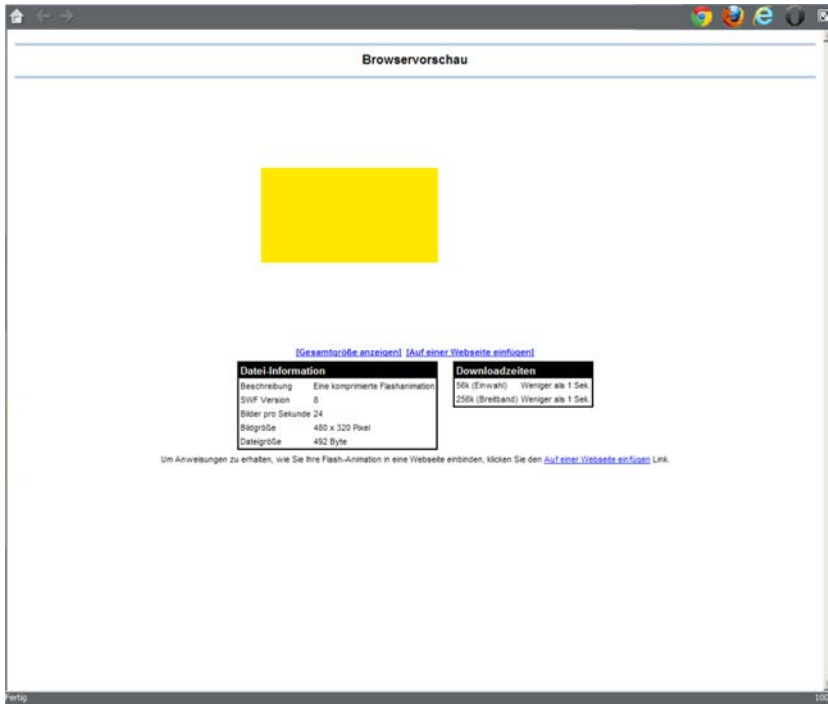 Browservorschau
[Gesamtgröße anzeigen] [Auf einer Webseite einfügen]
Datei-Information
Beschreibung Eine komprimierte Flashanimation
SWF Version 8
Bilder pro Sekunde 24
Bildgröße 480 x 320 Pixel
Dateigröße 492 Byte
Downloadzeiten
56k (Einwahl) Weniger als 1 Sek.
256k (Breitband) Weniger als 1 Sek.
Um Anweisungen zu erhalten, wie Sie Ihre Flash-Animation in eine Webseite einbinden, klicken Sie den Auf einer Webseite einfügen Link.
Fertig